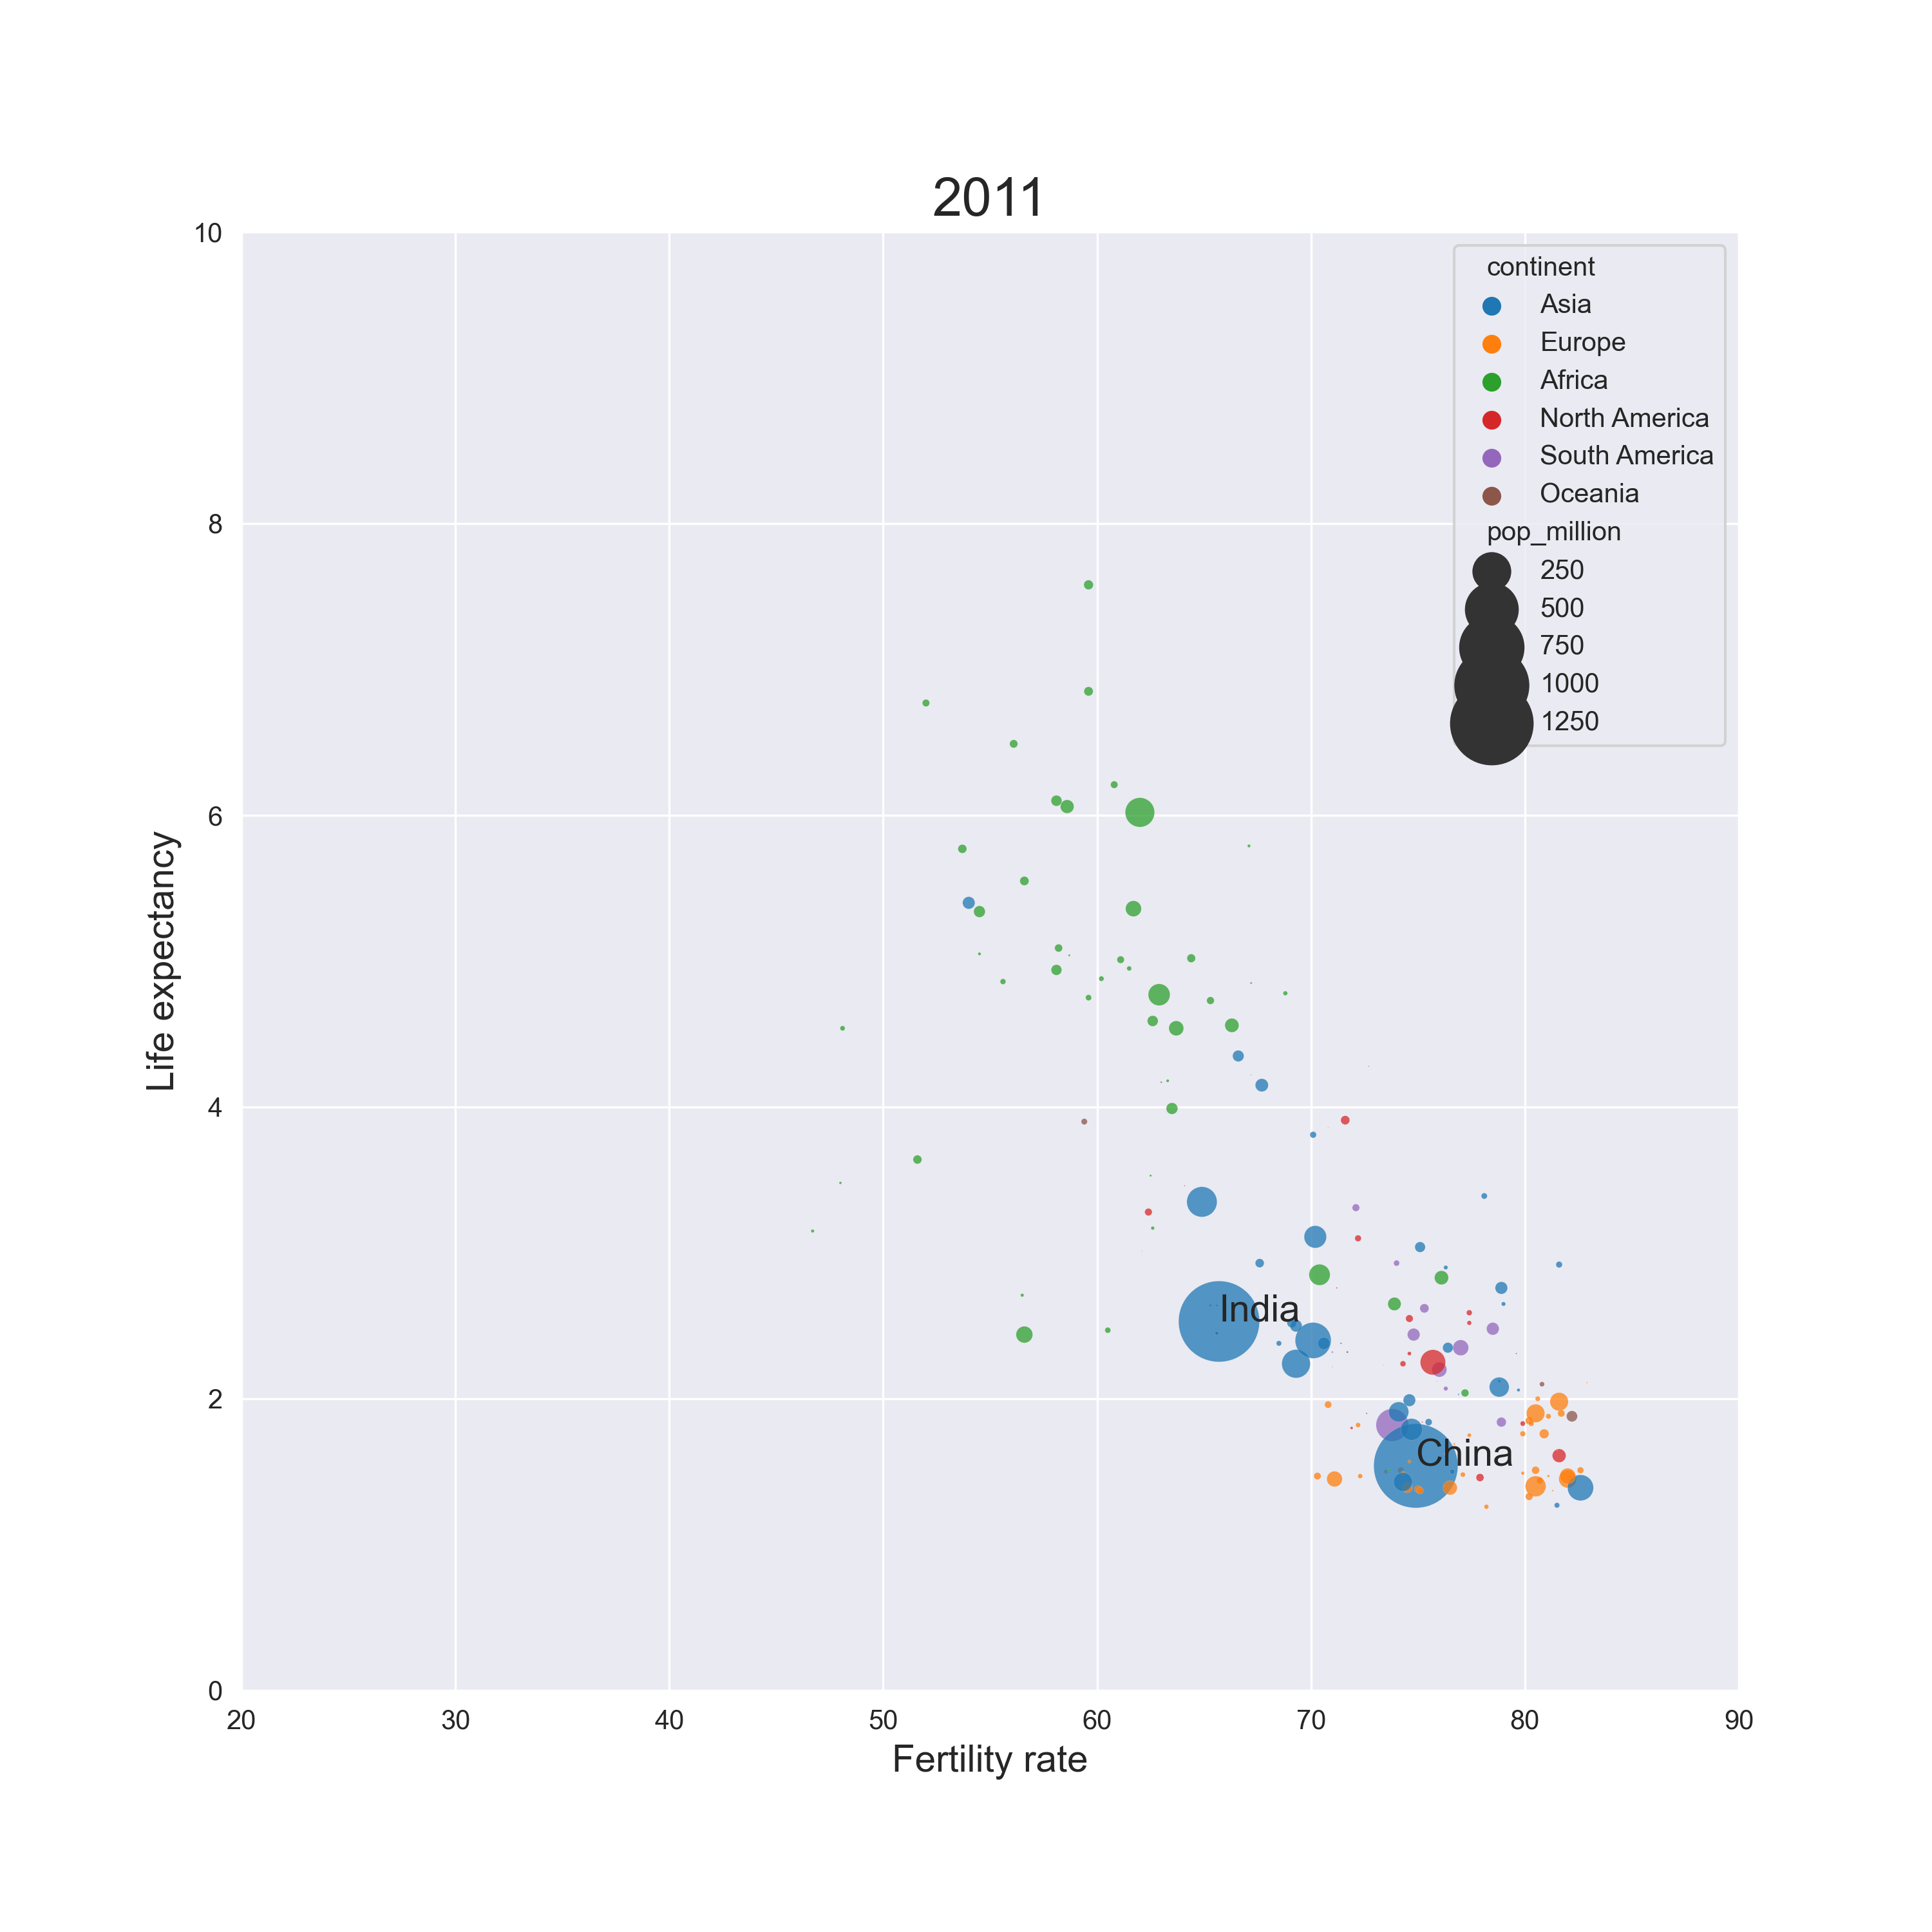 2011
10
8
6
4
2
0
Life expectancy
continent
Asia
Europe
Africa
North America
South America
Oceania
pop_million
250
500
750
1000
1250
India
China
20 30 40 50 60 70 80 90
Fertility rate